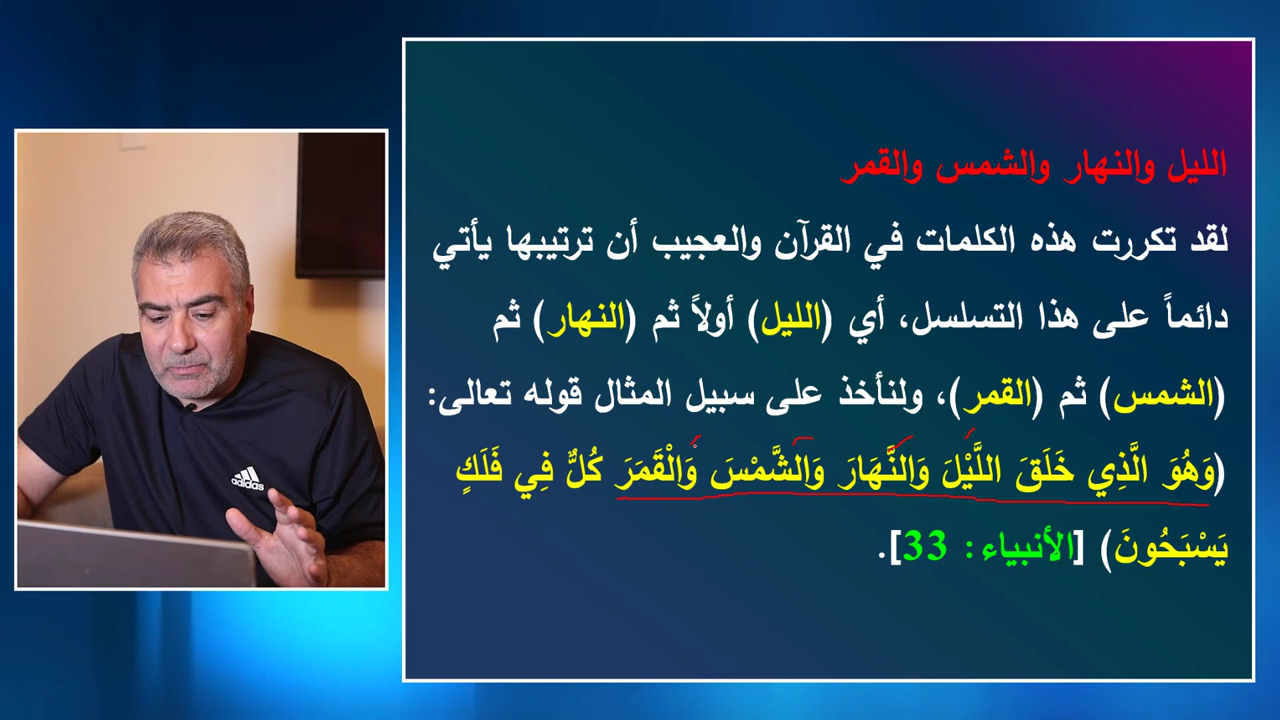 الليل والنهار والشمس والقمر
لقد تكررت هذه الكلمات في القرآن والعجيب أن ترتيبها يأتي
دائماً على هذا التسلسل، أي (الليل) أولاً ثم (النهار) ثم
(الشمس) ثم (القمر)، ولنأخذ على سبيل المثال قوله تعالى:
(وَهُوَ الَّذِي خَلَقَ اللَّيْلَ وَالنَّهَارَ وَالشَّمْسَ وَالْقَمَرَ كُلٌّ فِي فَلَكٍ
يَسْبَحُونَ) [الأنبياء: 33].
adidas